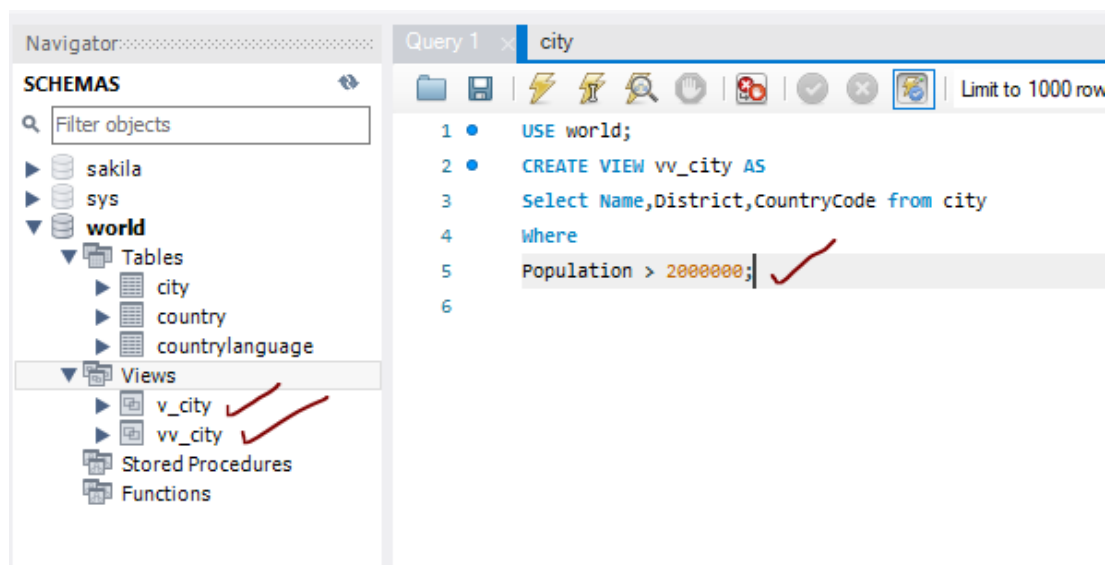 Navigator
SCHEMAS
Filter objects
sakila
sys
world
Tables
city
country
countrylanguage
Views
v_city
vv_city
Stored Procedures
Functions
Query 1
city
Limit to 1000 row
1 USE world;
2 CREATE VIEW vv_city AS
3 Select Name,District,CountryCode from city
4 Where
5 Population > 2000000;
6